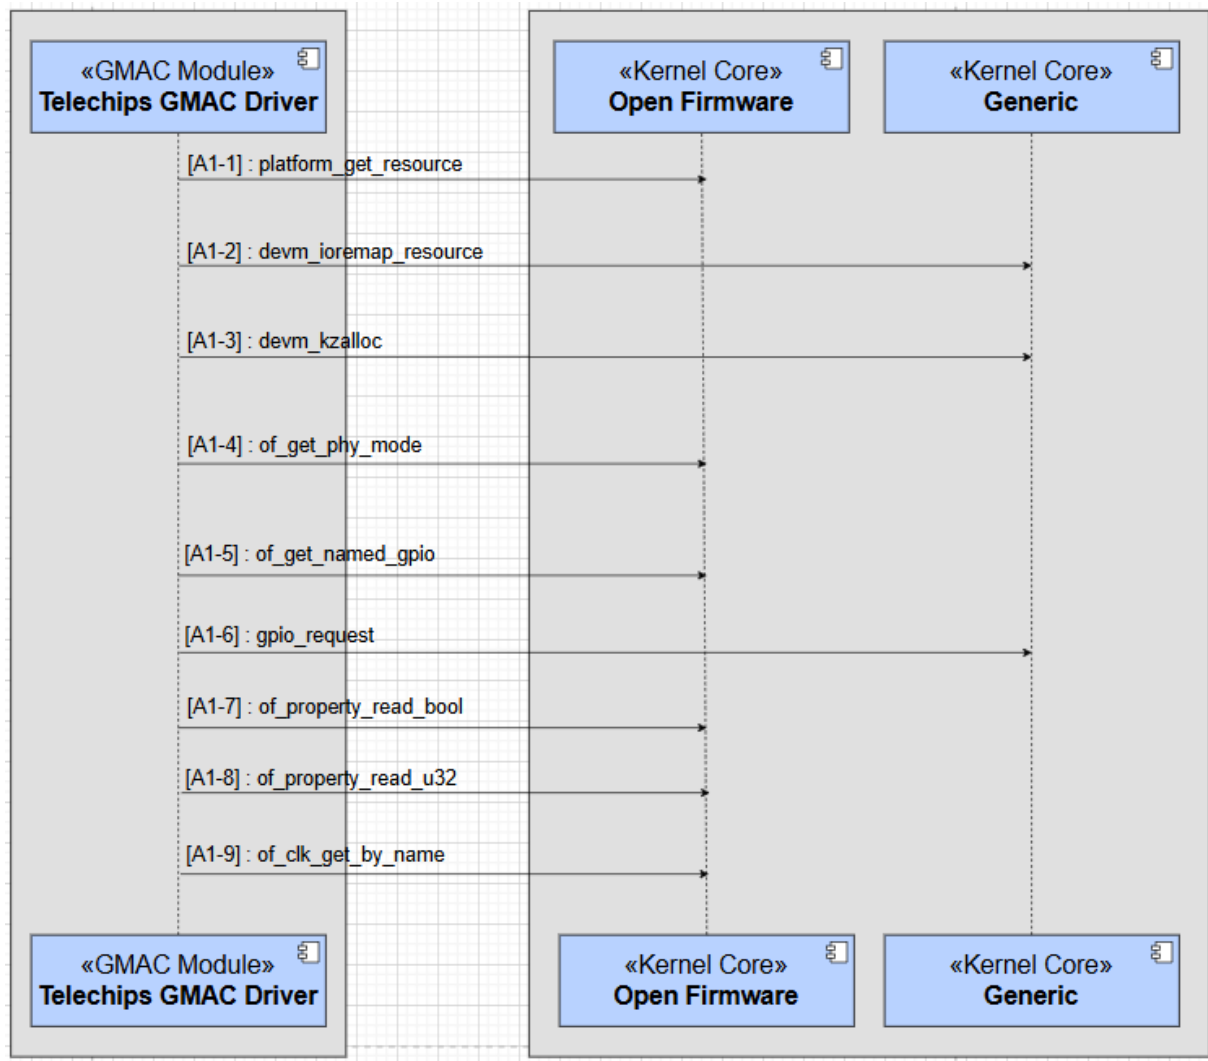 «GMAC Module»
Telechips GMAC Driver
«Kernel Core»
Open Firmware
«Kernel Core»
Generic
[A1-1] : platform_get_resource
[A1-2] : devm_ioremap_resource
[A1-3] : devm_kzalloc
[A1-4] : of_get_phy_mode
[A1-5] : of_get_named_gpio
[A1-6] : gpio_request
[A1-7] : of_property_read_bool
[A1-8] : of_property_read_u32
[A1-9] : of_clk_get_by_name
«GMAC Module»
Telechips GMAC Driver
«Kernel Core»
Open Firmware
«Kernel Core»
Generic